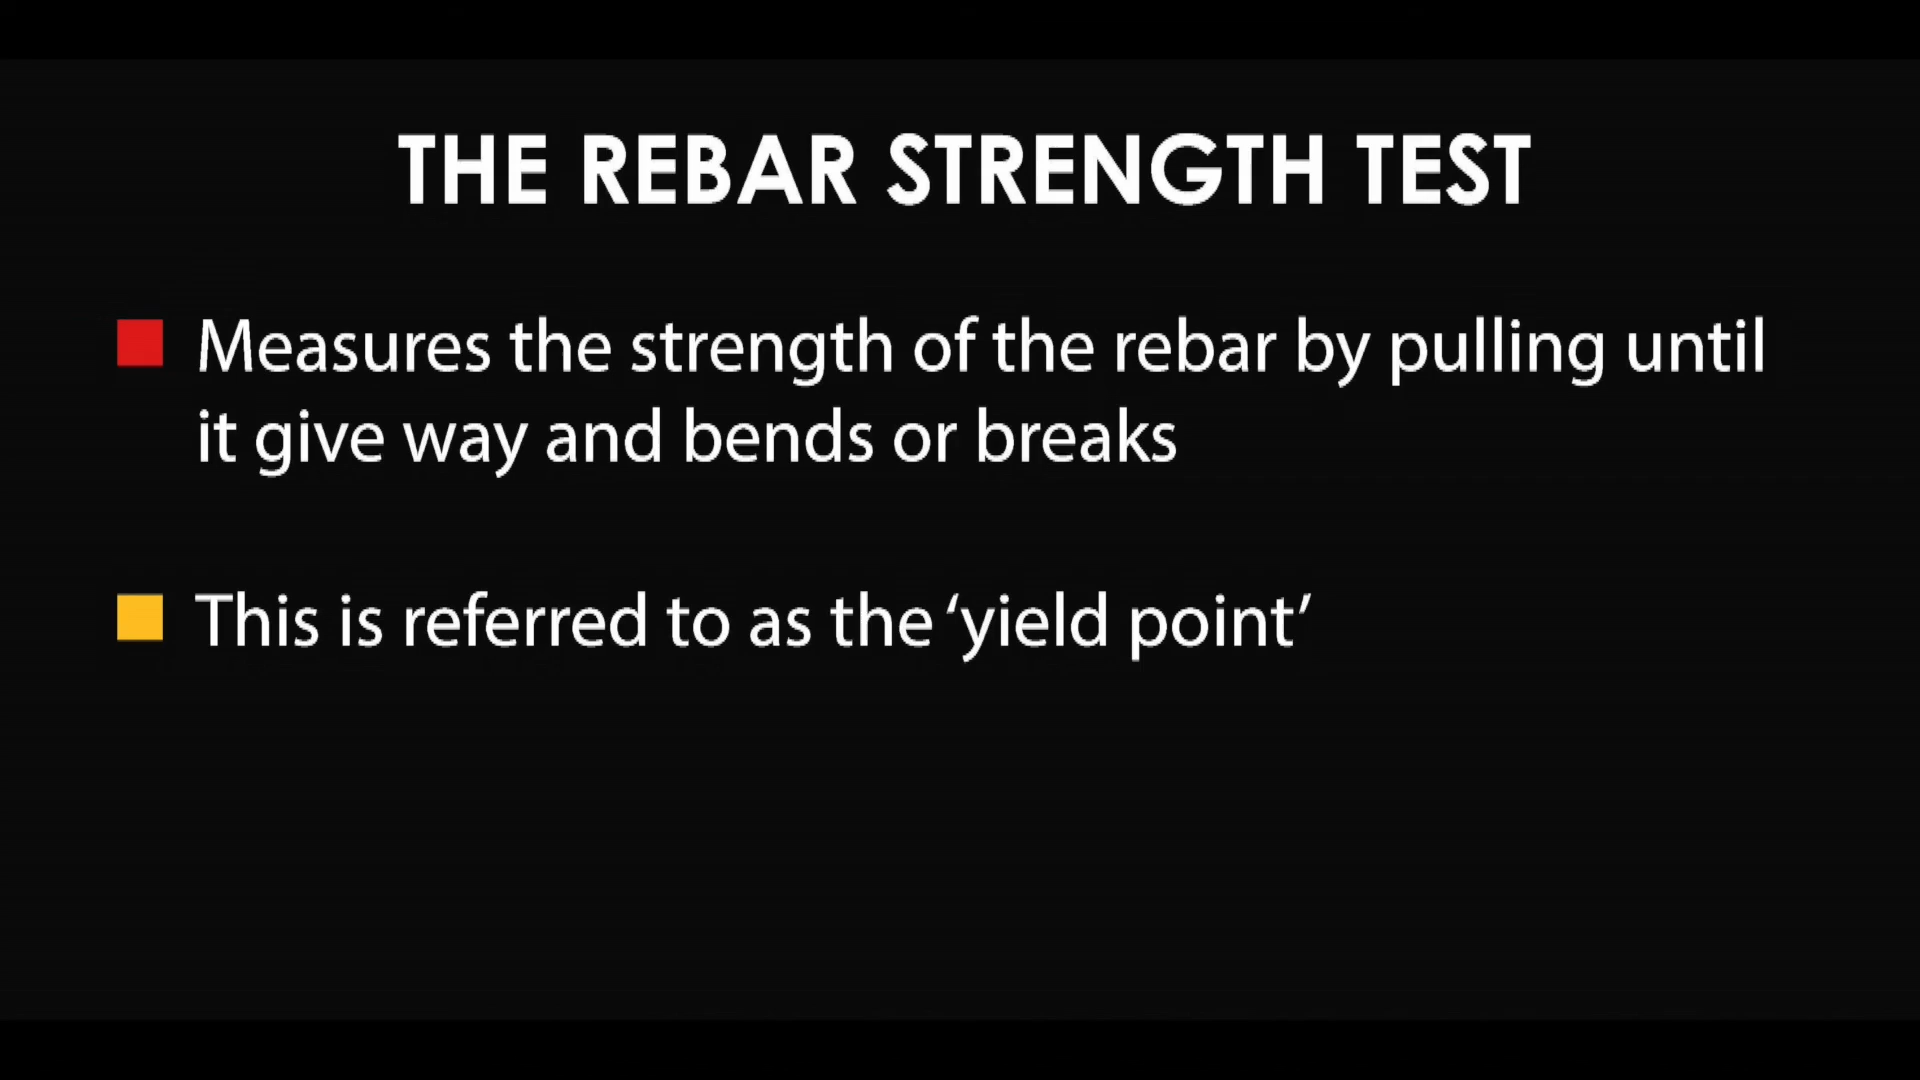 THE REBAR STRENGTH TEST
Measures the strength of the rebar by pulling until
it give way and bends or breaks
This is referred to as the ‘yield point’